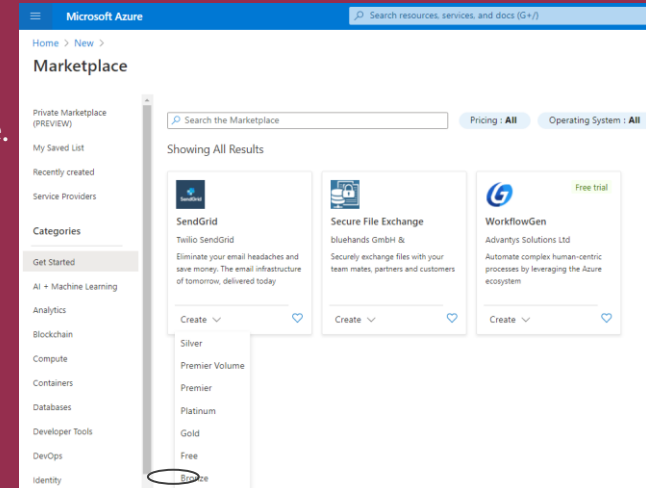 Microsoft Azure
Search resources, services, and docs (G+/)
Home > New >
Marketplace
Private Marketplace
(PREVIEW)
My Saved List
Recently created
Service Providers
Categories
Get Started
AI + Machine Learning
Analytics
Blockchain
Compute
Containers
Databases
Developer Tools
DevOps
Identity
Search the Marketplace
Pricing : All
Operating System : All
Showing All Results
SendGrid
SendGrid
Twilio SendGrid
Eliminate your email headaches and
save money. The email infrastructure
of tomorrow, delivered today
Create
Silver
Premier Volume
Premier
Platinum
Gold
Free
Bronze
Secure File Exchange
bluehands GmbH &
Securely exchange files with your
team mates, partners and customers
Create
Free trial
WorkflowGen
Advantys Solutions Ltd
Automate complex human-centric
processes by leveraging the Azure
ecosystem
Create